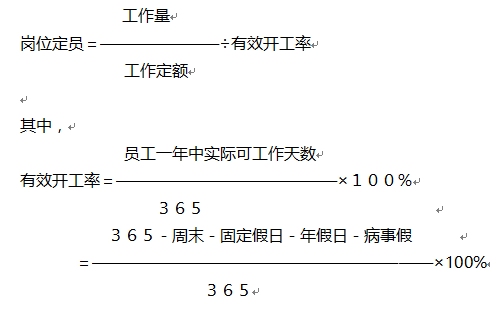 工作量
岗位定员＝———————÷有效开工率
工作定额
其中，
员工一年中实际可工作天数
有效开工率＝—————————————×１００％
３６５
３６５－周末－固定假日－年假日－病事假
＝————————————————————×100%
３６５